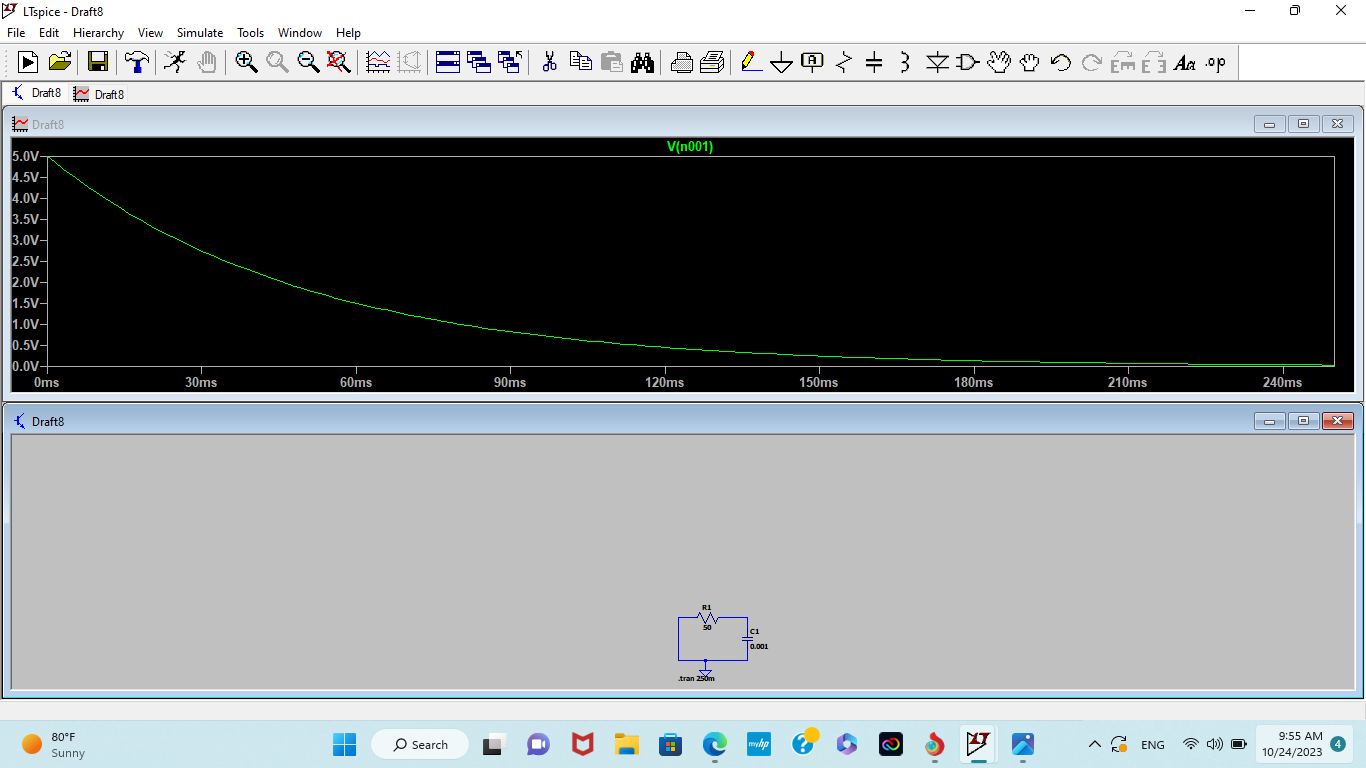 LTspice - Draft8
File Edit Hierarchy View Simulate Tools Window Help
A Aa .op
Draft8 Draft8
Draft8
V(n001)
5.0V
4.5V
4.0V
3.5V
3.0V
2.5V
2.0V
1.5V
1.0V
0.5V
0.0V
0ms 30ms 60ms 90ms 120ms 150ms 180ms 210ms 240ms
Draft8
R1
50
C1
0.001
.tran 250m
80°F
Sunny
Search
myhp
ENG
9:55 AM
10/24/2023
4